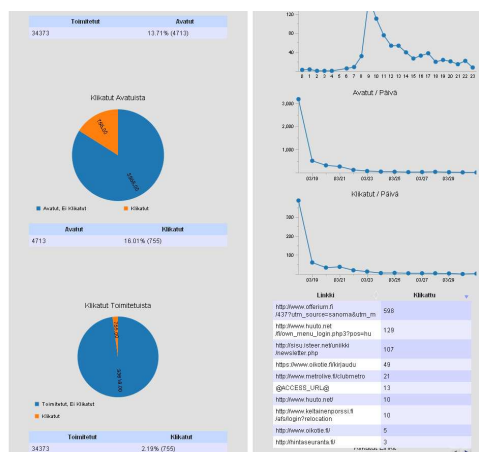 Toimitetut Avatut
34373 13.71% (4713)
Klikatut Avatuista
Avatut, Ei Klikatut Klikatut
Avatut Klikatut
4713 16.01% (755)
Klikatut Toimitetuista
Toimitetut, Ei Klikatut
Klikatut
Toimitetut Klikatut
34373 2.19% (755)
120
80
40
0 1 2 3 4 5 6 7 8 9 10 11 12 13 14 15 16 17 18 19 20 21 22 23
Avatut / Päivä
3,000
2,000
1,000
03/19 03/21 03/23 03/25 03/27 03/29
Klikatut / Päivä
300
200
100
03/19 03/21 03/23 03/25 03/27 03/29
Linkki Klikattu
http://www.offerium.fi
/437?utm_source=sanoma&utm_m 598
http://www.huuto.net
/fi/own_menu_login.php3?pos=hu 129
http://sisu.isteer.net/uniikki
/newsletter.php 107
https://www.oikotie.fi/kirjaudu 49
http://www.metrolive.fi/clubmetro 21
@ACCESS_URL@ 13
http://www.huuto.net/ 10
http://www.keltainenporssi.fi
/afs/login?relocation 10
http://www.oikotie.fi/ 5
http://hintaseuranta.fi/ 3